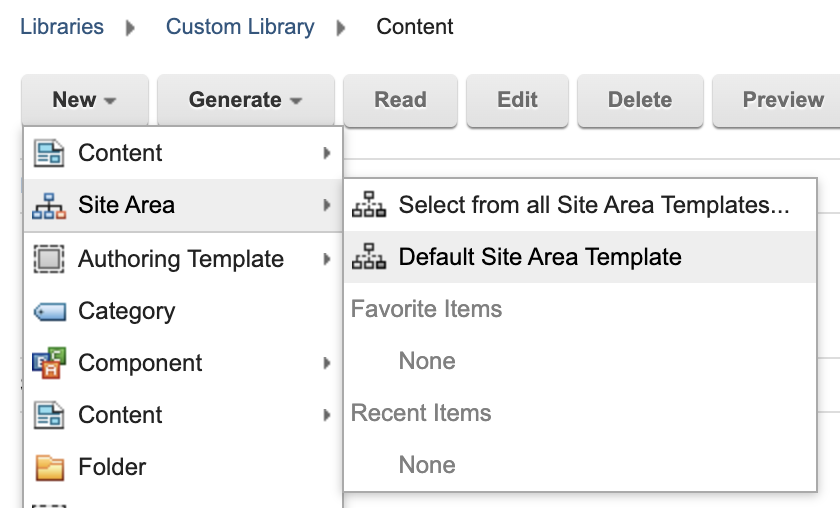 Libraries Custom Library Content
New Generate Read Edit Delete Preview
Content
Site Area
Select from all Site Area Templates...
Default Site Area Template
Authoring Template
Category
Component
Content
Folder
Favorite Items
None
Recent Items
None